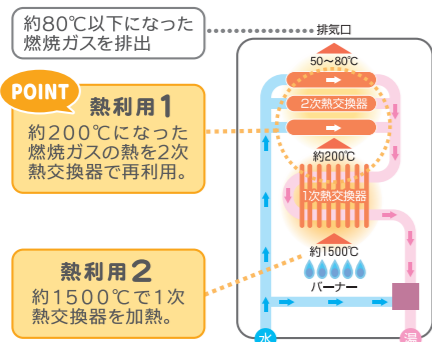 約80℃以下になった
燃焼ガスを排出
POINT
熱利用1
約200℃になった
燃焼ガスの熱を2次
熱交換器で再利用。
熱利用2
約1500℃で1次
熱交換器を加熱。
排気口
50～80℃
2次熱交換器
約200℃
1次熱交換器
約1500℃
バーナー
水
湯